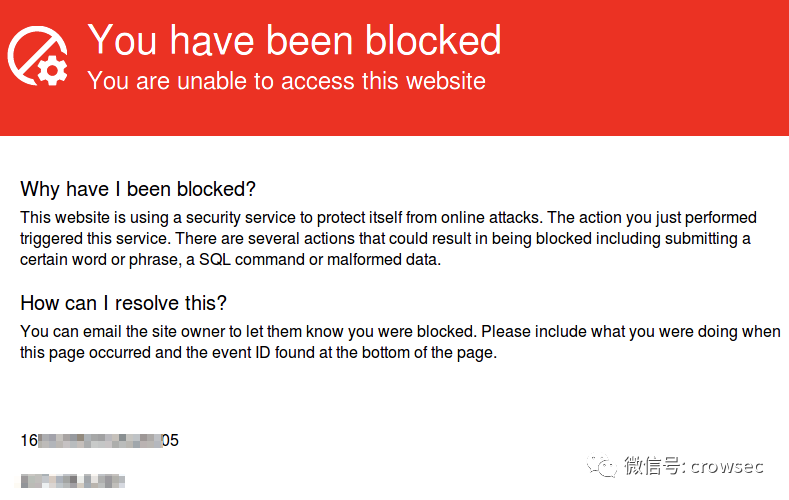 You have been blocked
You are unable to access this website
Why have I been blocked?
This website is using a security service to protect itself from online attacks. The action you just performed
triggered this service. There are several actions that could result in being blocked including submitting a
certain word or phrase, a SQL command or malformed data.
How can I resolve this?
You can email the site owner to let them know you were blocked. Please include what you were doing when
this page occurred and the event ID found at the bottom of the page.
16 05
微信号: crowsec